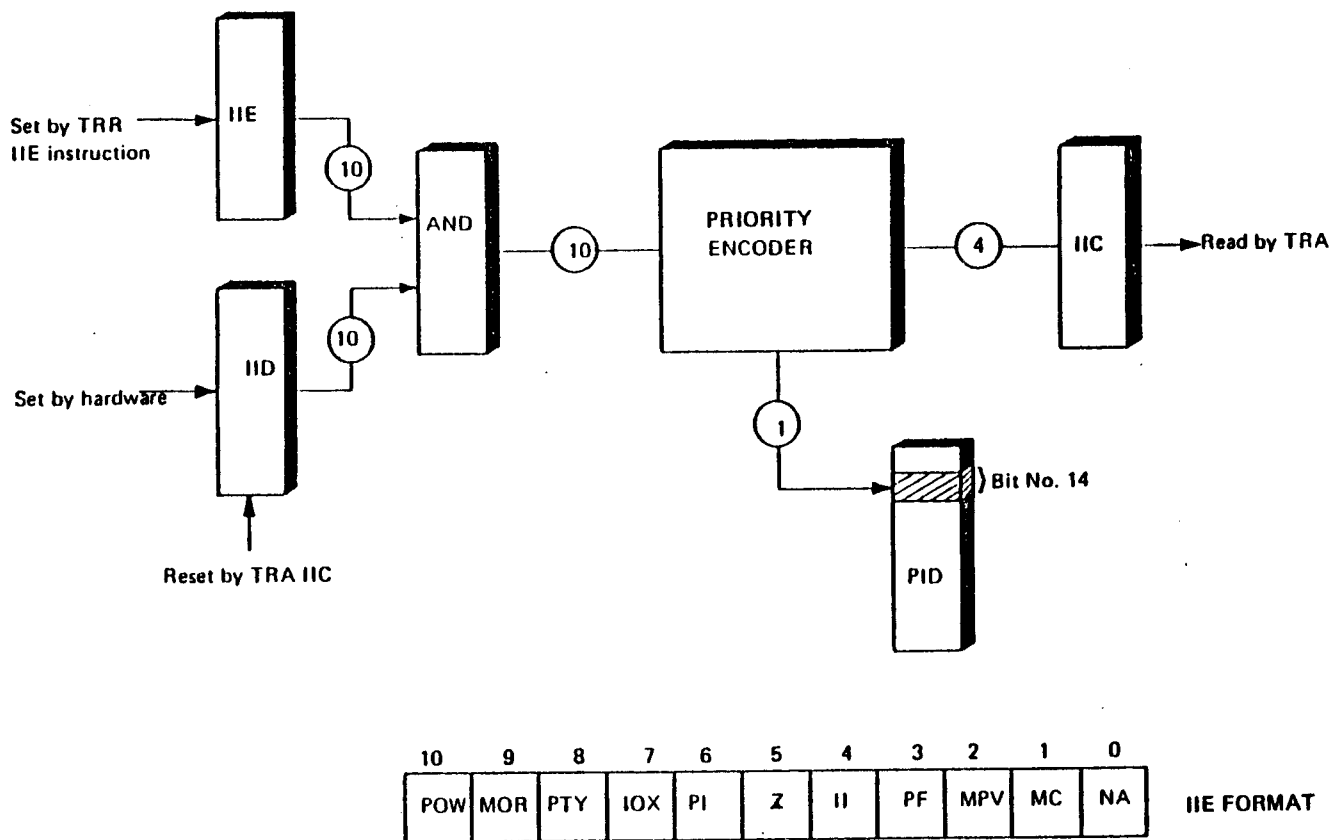 IIE
Set by TRR
IIE instruction
10
AND
PRIORITY
ENCODER
10
4
IIC
Read by TRA
IID
10
Set by hardware
1
Bit No. 14
Reset by TRA IIC
PID
10 9 8 7 6 5 4 3 2 1 0
POW MOR PTY IOX PI Z II PF MPV MC NA IIE FORMAT